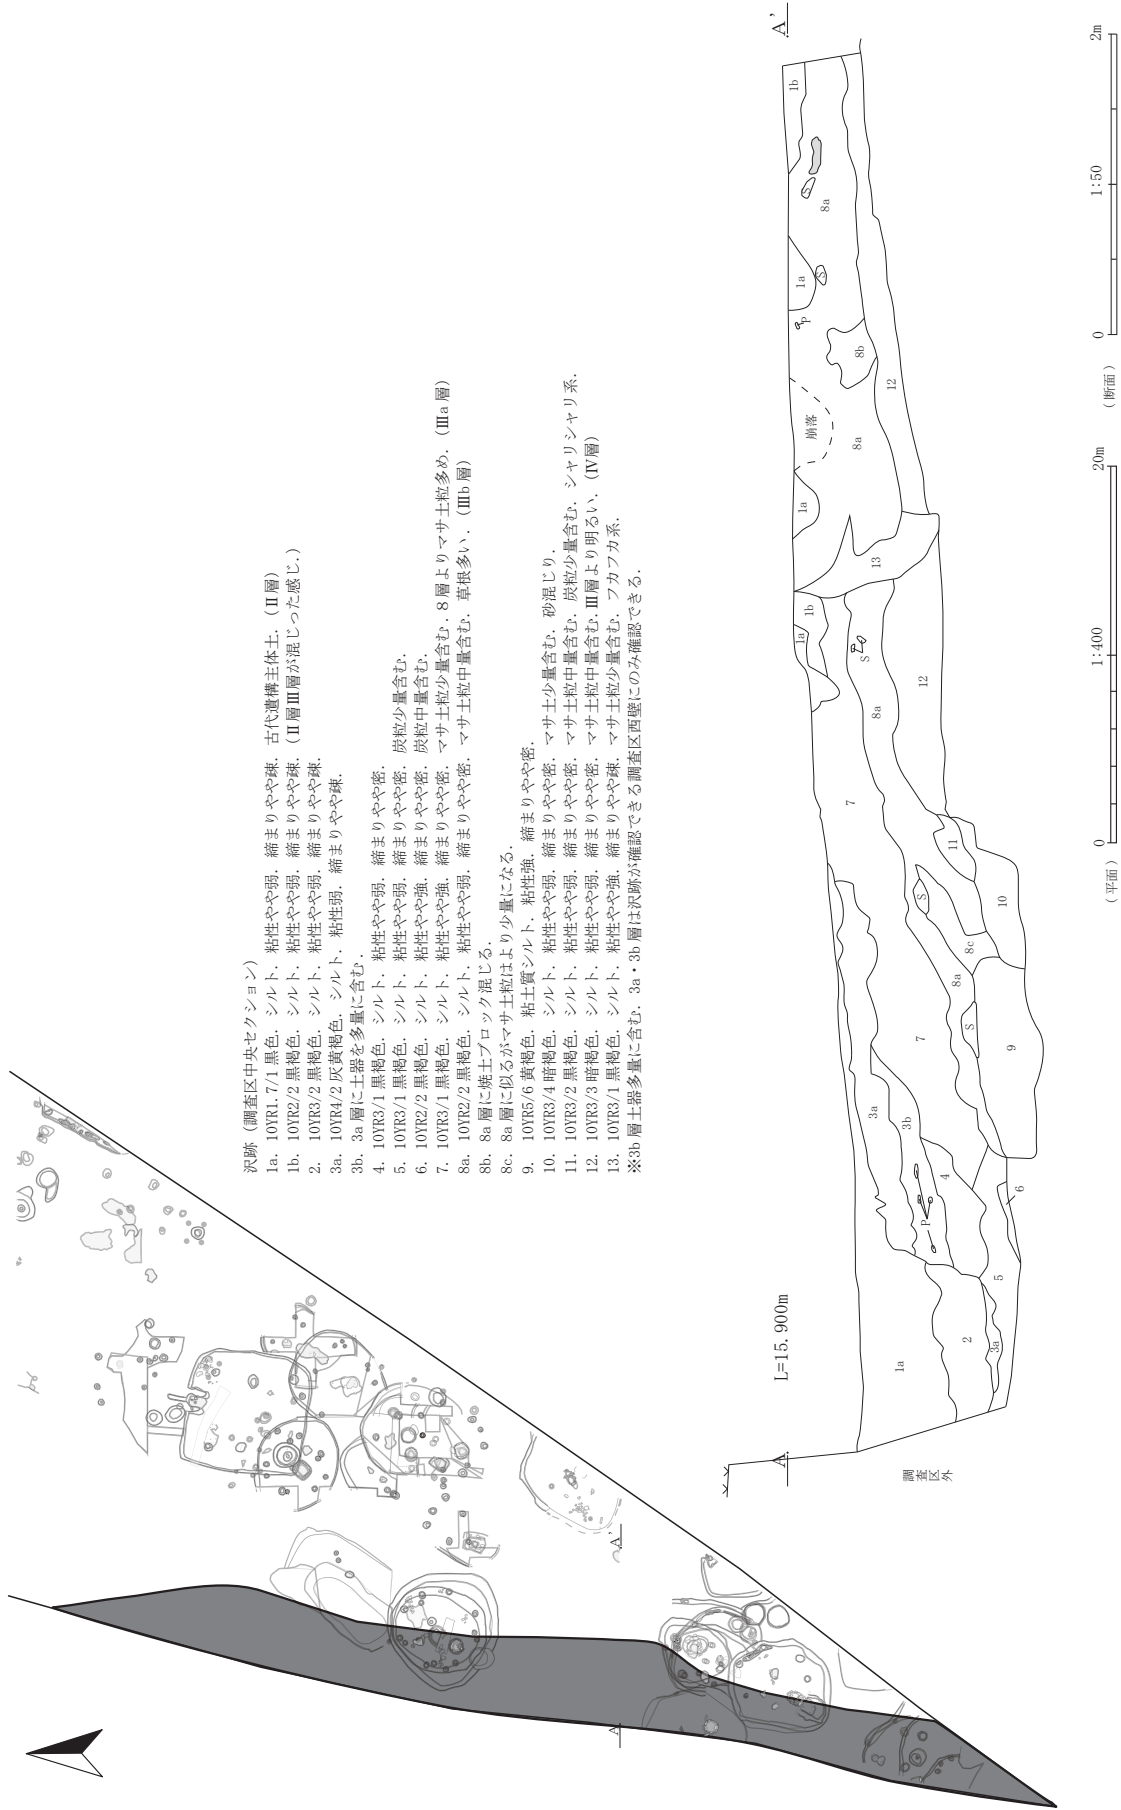 沢跡（調査区中央セクション）
1a. 10YR1.7/1 黒色．シルト．粘性やや弱．締まりやや疎．古代遺構主体土．（Ⅱ層）
1b. 10YR2/2 黒褐色．シルト．粘性やや弱．締まりやや疎．（Ⅱ層Ⅲ層が混じった感じ．）
2. 10YR3/2 黒褐色．シルト．粘性やや弱．締まりやや疎．
3a. 10YR4/2 灰黄褐色．シルト．粘性弱．締まりやや疎．
3b. 3a 層に土器を多量に含む．
4. 10YR3/1 黒褐色．シルト．粘性やや弱．締まりやや密．
5. 10YR3/1 黒褐色．シルト．粘性やや弱．締まりやや密．炭粒少量含む．
6. 10YR2/2 黒褐色．シルト．粘性やや強．締まりやや密．炭粒中量含む．
7. 10YR3/1 黒褐色．シルト．粘性やや強．締まりやや密．マサ土粒少量含む．8 層よりマサ土粒多め．（Ⅲa 層）
8a. 10YR2/2 黒褐色．シルト．粘性やや弱．締まりやや密．マサ土粒中量含む．草根多い．（Ⅲb 層）
8b. 8a 層に焼土ブロック混じる．
8c. 8a 層に似るがマサ土粒はより少量になる．
9. 10YR5/6 黄褐色．粘土質シルト．粘性強．締まりやや密．
10. 10YR3/4 暗褐色．シルト．粘性やや弱．締まりやや密．マサ土少量含む．砂混じり．
11. 10YR3/2 黒褐色．シルト．粘性やや弱．締まりやや密．マサ土粒中量含む．炭粒少量含む．シャリシャリ系．
12. 10YR3/3 暗褐色．シルト．粘性やや弱．締まりやや密．マサ土粒中量含む．Ⅲ層より明るい．（Ⅳ層）
13. 10YR3/1 黒褐色．シルト．粘性やや強．締まりやや疎．マサ土粒少量含む．フカフカ系．
※3b 層土器多量に含む．3a・3b 層は沢跡が確認できる調査区西壁にのみ確認できる．
A
A'
L=15.900m
A
A'
調査区外
1a
2
3a
5
6
4
P
3b
3a
7
9
S
8a
8c
10
S
11
7
8a
12
S
1a
1b
13
1a
崩落
8a
12
8b
P
1a
S
8a
S
1b
（平面）
0
1:400
20m
（断面）
0
1:50
2m